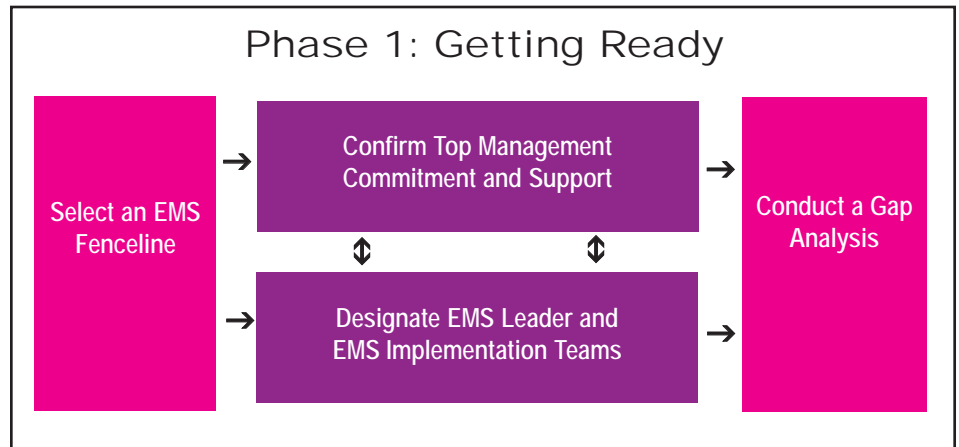 Phase 1: Getting Ready
Select an EMS
Fenceline
Confirm Top Management
Commitment and Support
Designate EMS Leader and
EMS Implementation Teams
Conduct a Gap
Analysis